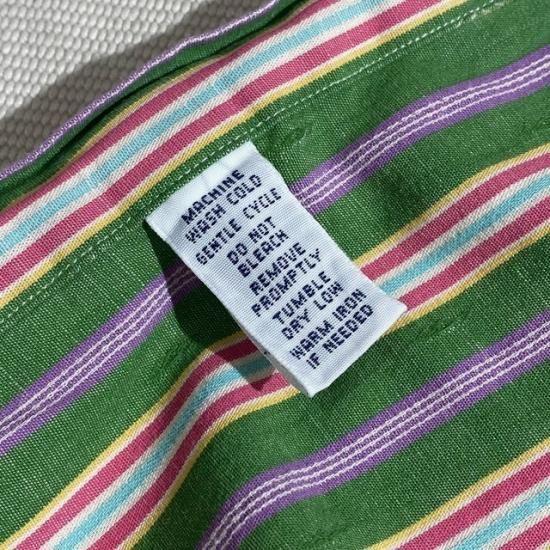 MACHINE
WASH COLD
GENTLE CYCLE
DO NOT
BLEACH
REMOVE
PROMPTLY
TUMBLE
DRY LOW
WARM IRON
IF NEEDED